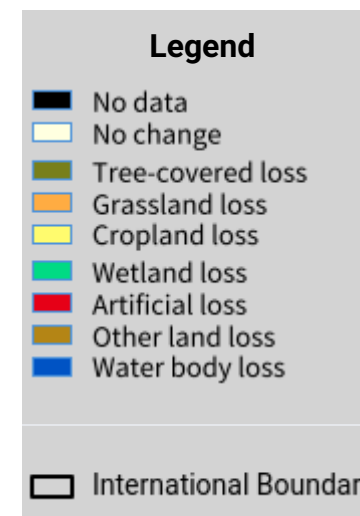 Legend
No data
No change
Tree-covered loss
Grassland loss
Cropland loss
Wetland loss
Artificial loss
Other land loss
Water body loss
International Boundar